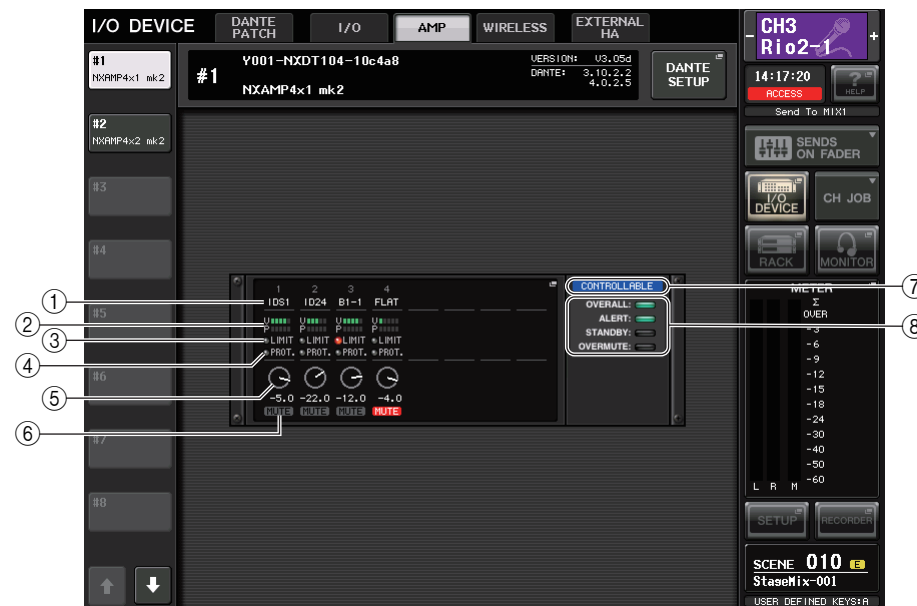 I/O DEVICE
DANTE PATCH
I/O
AMP
WIRELESS
EXTERNAL HA
CH3
Rio2-1
- +
#1
NXAMP4x1 mk2
#1
Y001-NXDT104-10c4a8
NXAMP4x1 mk2
VERSION: V3.05d
DANTE: 3.10.2.2
4.0.2.5
DANTE SETUP
14:17:20
ACCESS
?
HELP
Send To MIX1
#2
NXAMP4x2 mk2
SENDS ON FADER
#3
I/O DEVICE
CH JOB
#4
RACK
MONITOR
#5
#6
#7
#8
1 2 3 4
IDS1 ID24 B1-1 FLAT
V V V V
P P P P
LIMIT LIMIT LIMIT LIMIT
PROT. PROT. PROT. PROT.
-5.0 -22.0 -12.0 -4.0
MUTE MUTE MUTE MUTE
CONTROLLABLE
OVERALL:
ALERT:
STANDBY:
OVERMUTE:
1
2
3
4
5
6
7
8
METER
Σ
OVER
-3
-6
-9
-12
-15
-18
-24
-30
-40
-50
-60
L R M
SETUP
RECORDER
SCENE 010 E
StageMix-001
USER DEFINED KEYS:A